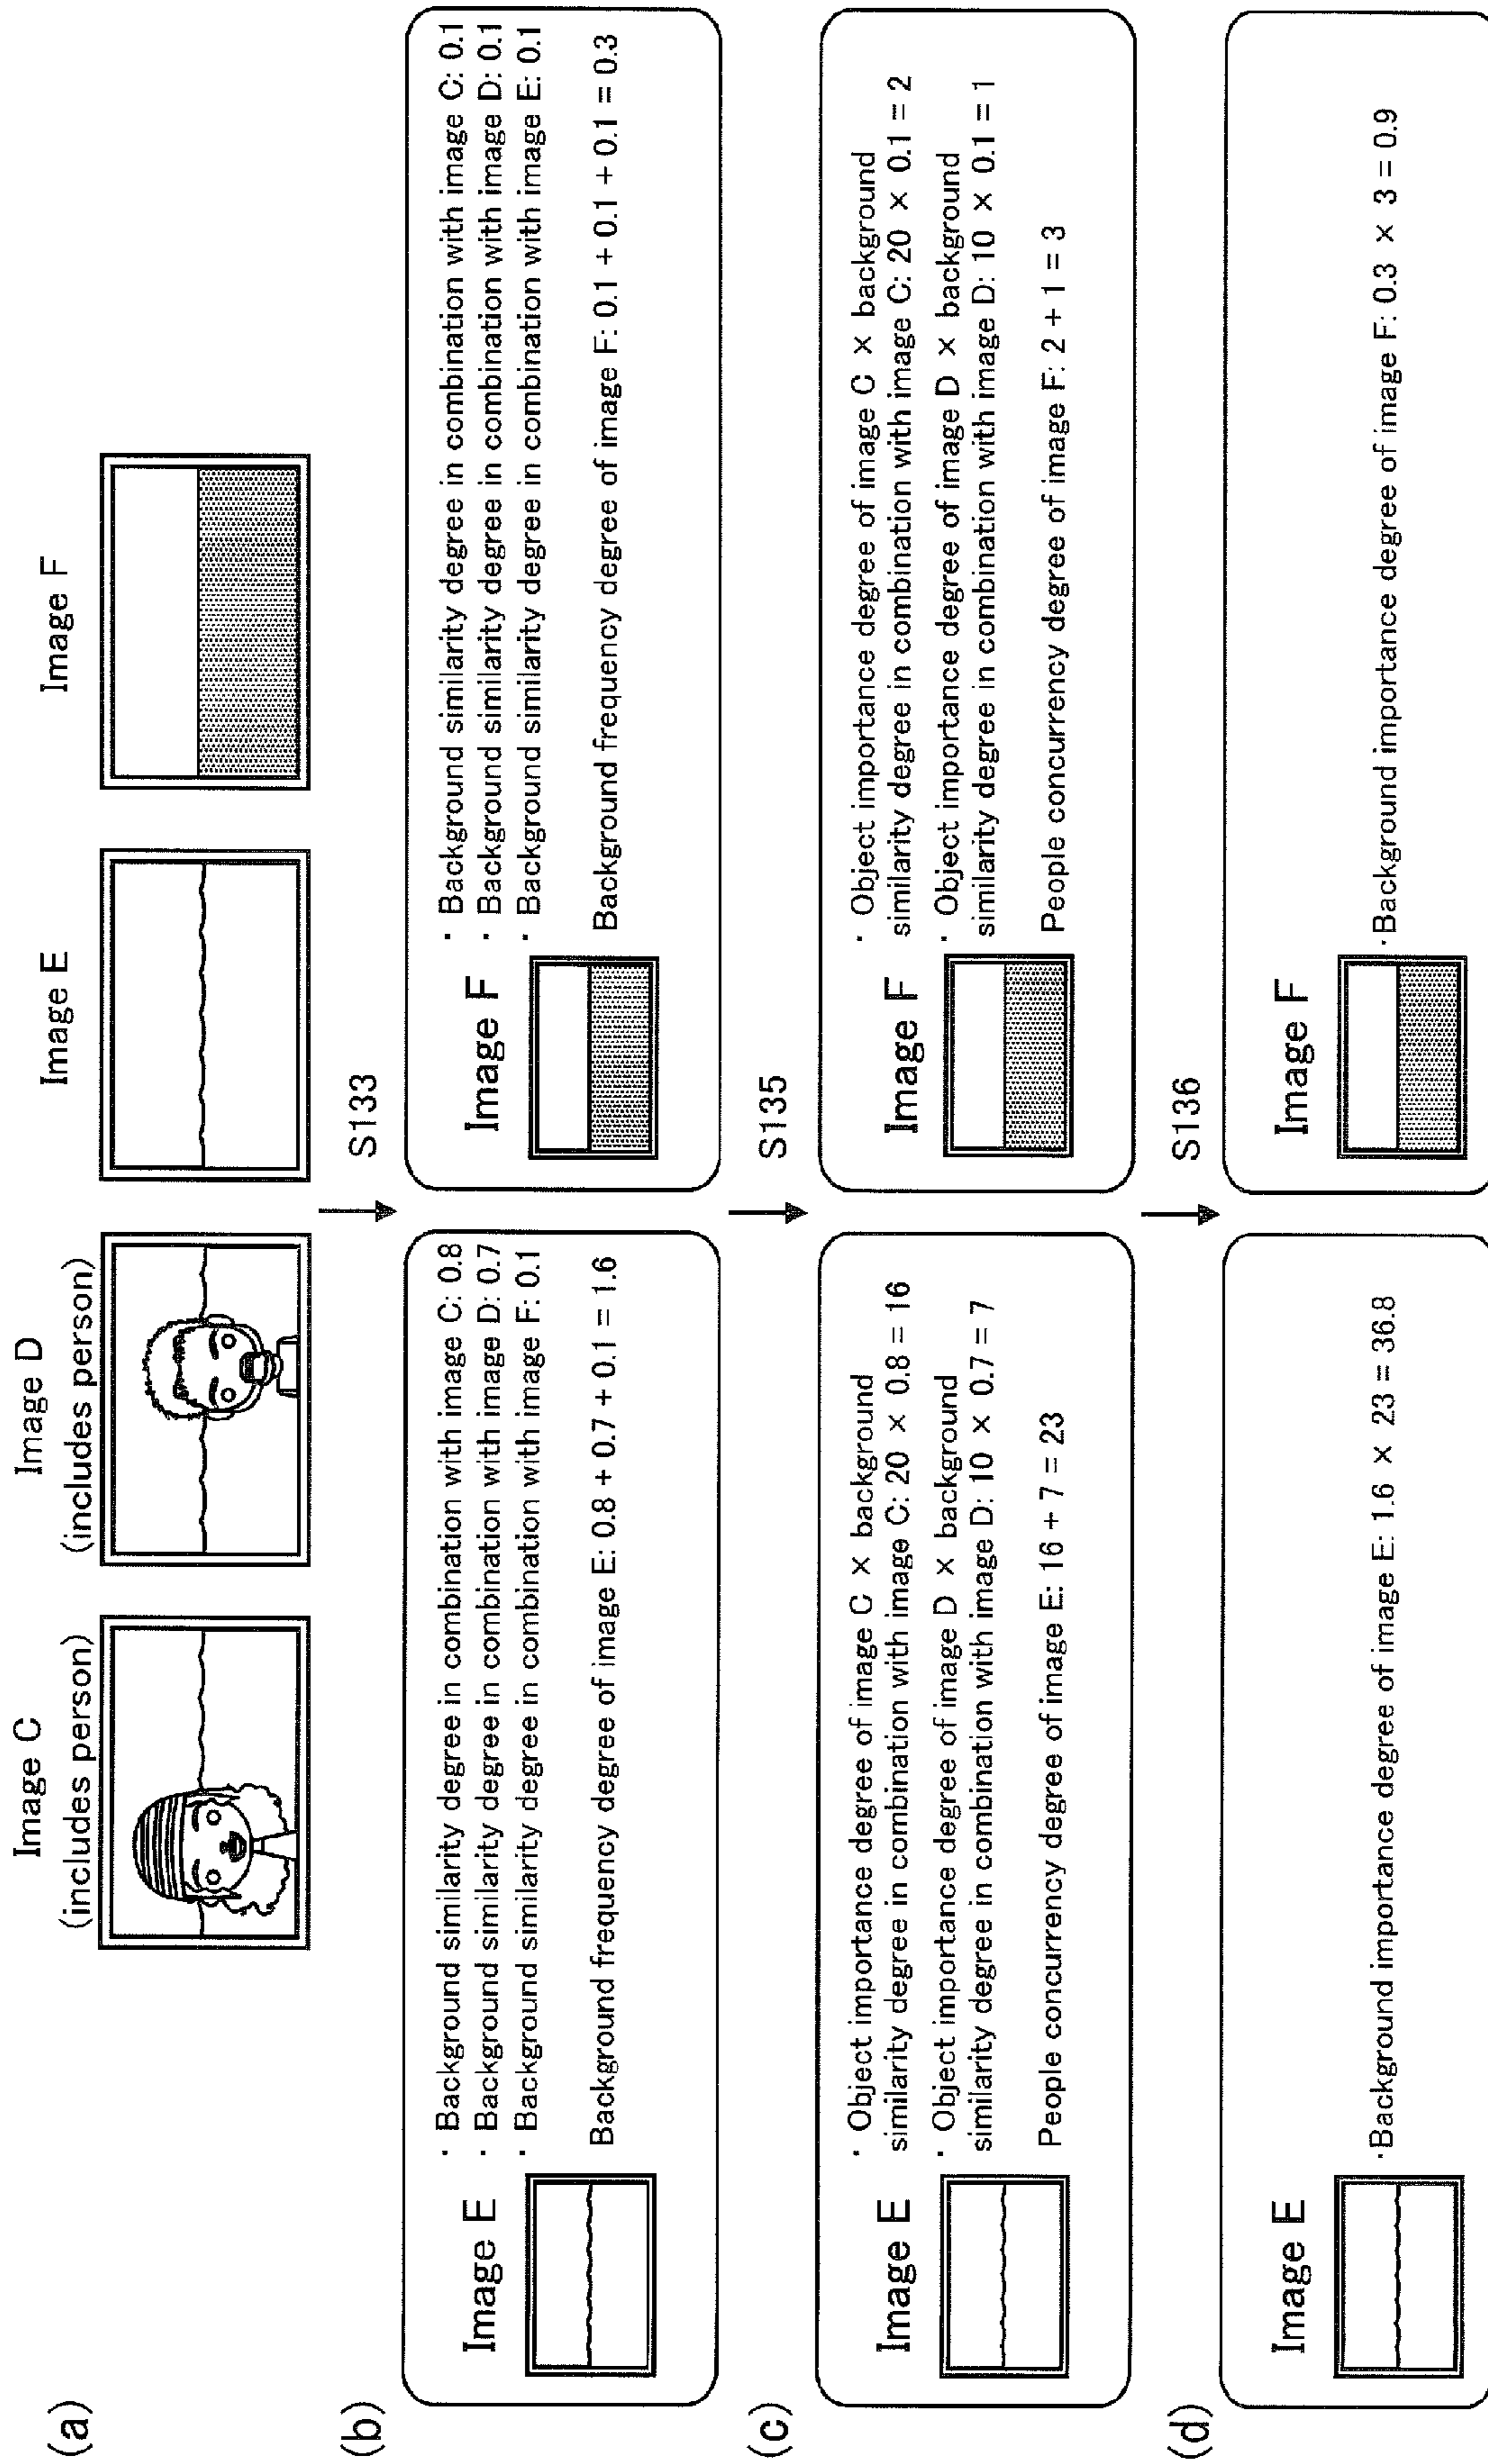 (a)
Image C
(includes person)
Image D
(includes person)
Image E
Image F
S133
(b)
Image E
· Background similarity degree in combination with image C: 0.8
· Background similarity degree in combination with image D: 0.7
· Background similarity degree in combination with image F: 0.1
Background frequency degree of image E: 0.8 + 0.7 + 0.1 = 1.6
Image F
· Background similarity degree in combination with image C: 0.1
· Background similarity degree in combination with image D: 0.1
· Background similarity degree in combination with image E: 0.1
Background frequency degree of image F: 0.1 + 0.1 + 0.1 = 0.3
S135
(c)
Image E
· Object importance degree of image C × background
similarity degree in combination with image C: 20 × 0.8 = 16
· Object importance degree of image D × background
similarity degree in combination with image D: 10 × 0.7 = 7
People concurrency degree of image E: 16 + 7 = 23
Image F
· Object importance degree of image C × background
similarity degree in combination with image C: 20 × 0.1 = 2
· Object importance degree of image D × background
similarity degree in combination with image D: 10 × 0.1 = 1
People concurrency degree of image F: 2 + 1 = 3
S136
(d)
Image E
·Background importance degree of image E: 1.6 × 23 = 36.8
Image F
·Background importance degree of image F: 0.3 × 3 = 0.9